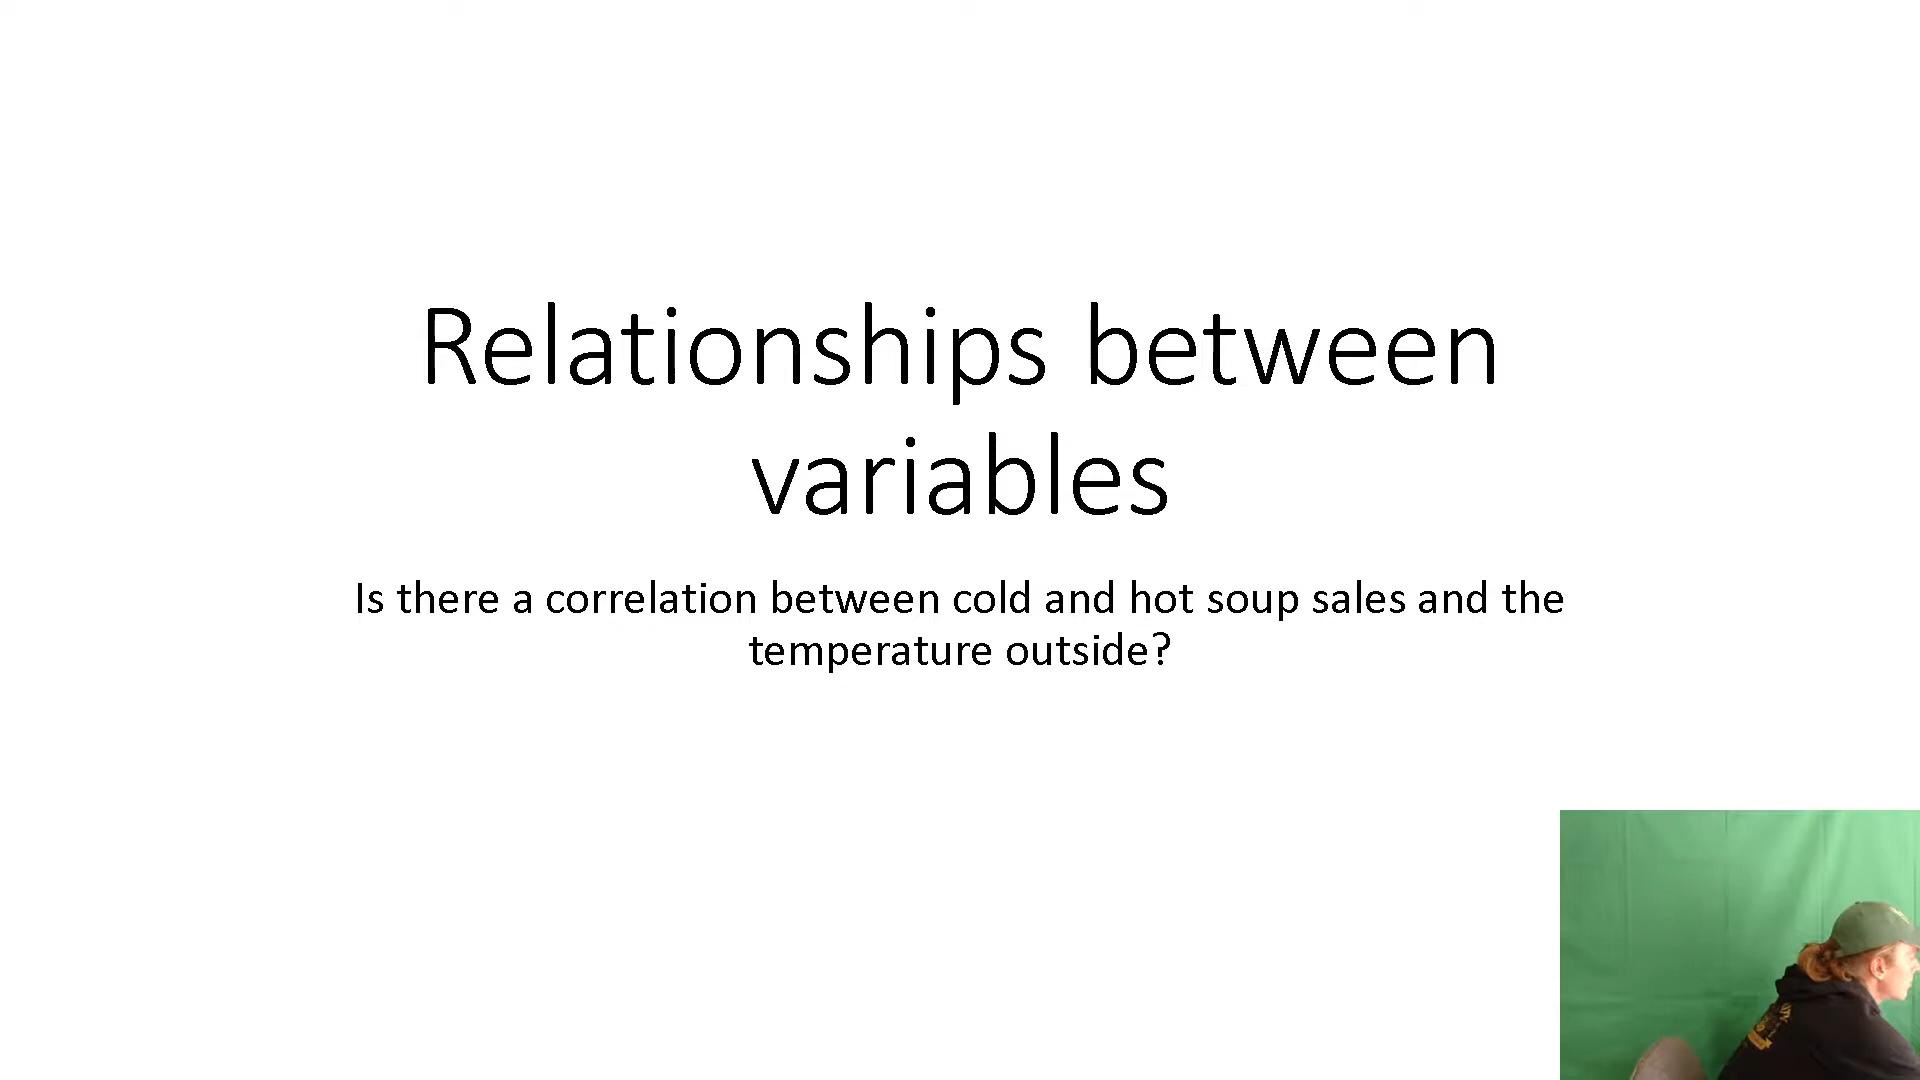 Relationships between
variables
Is there a correlation between cold and hot soup sales and the
temperature outside?